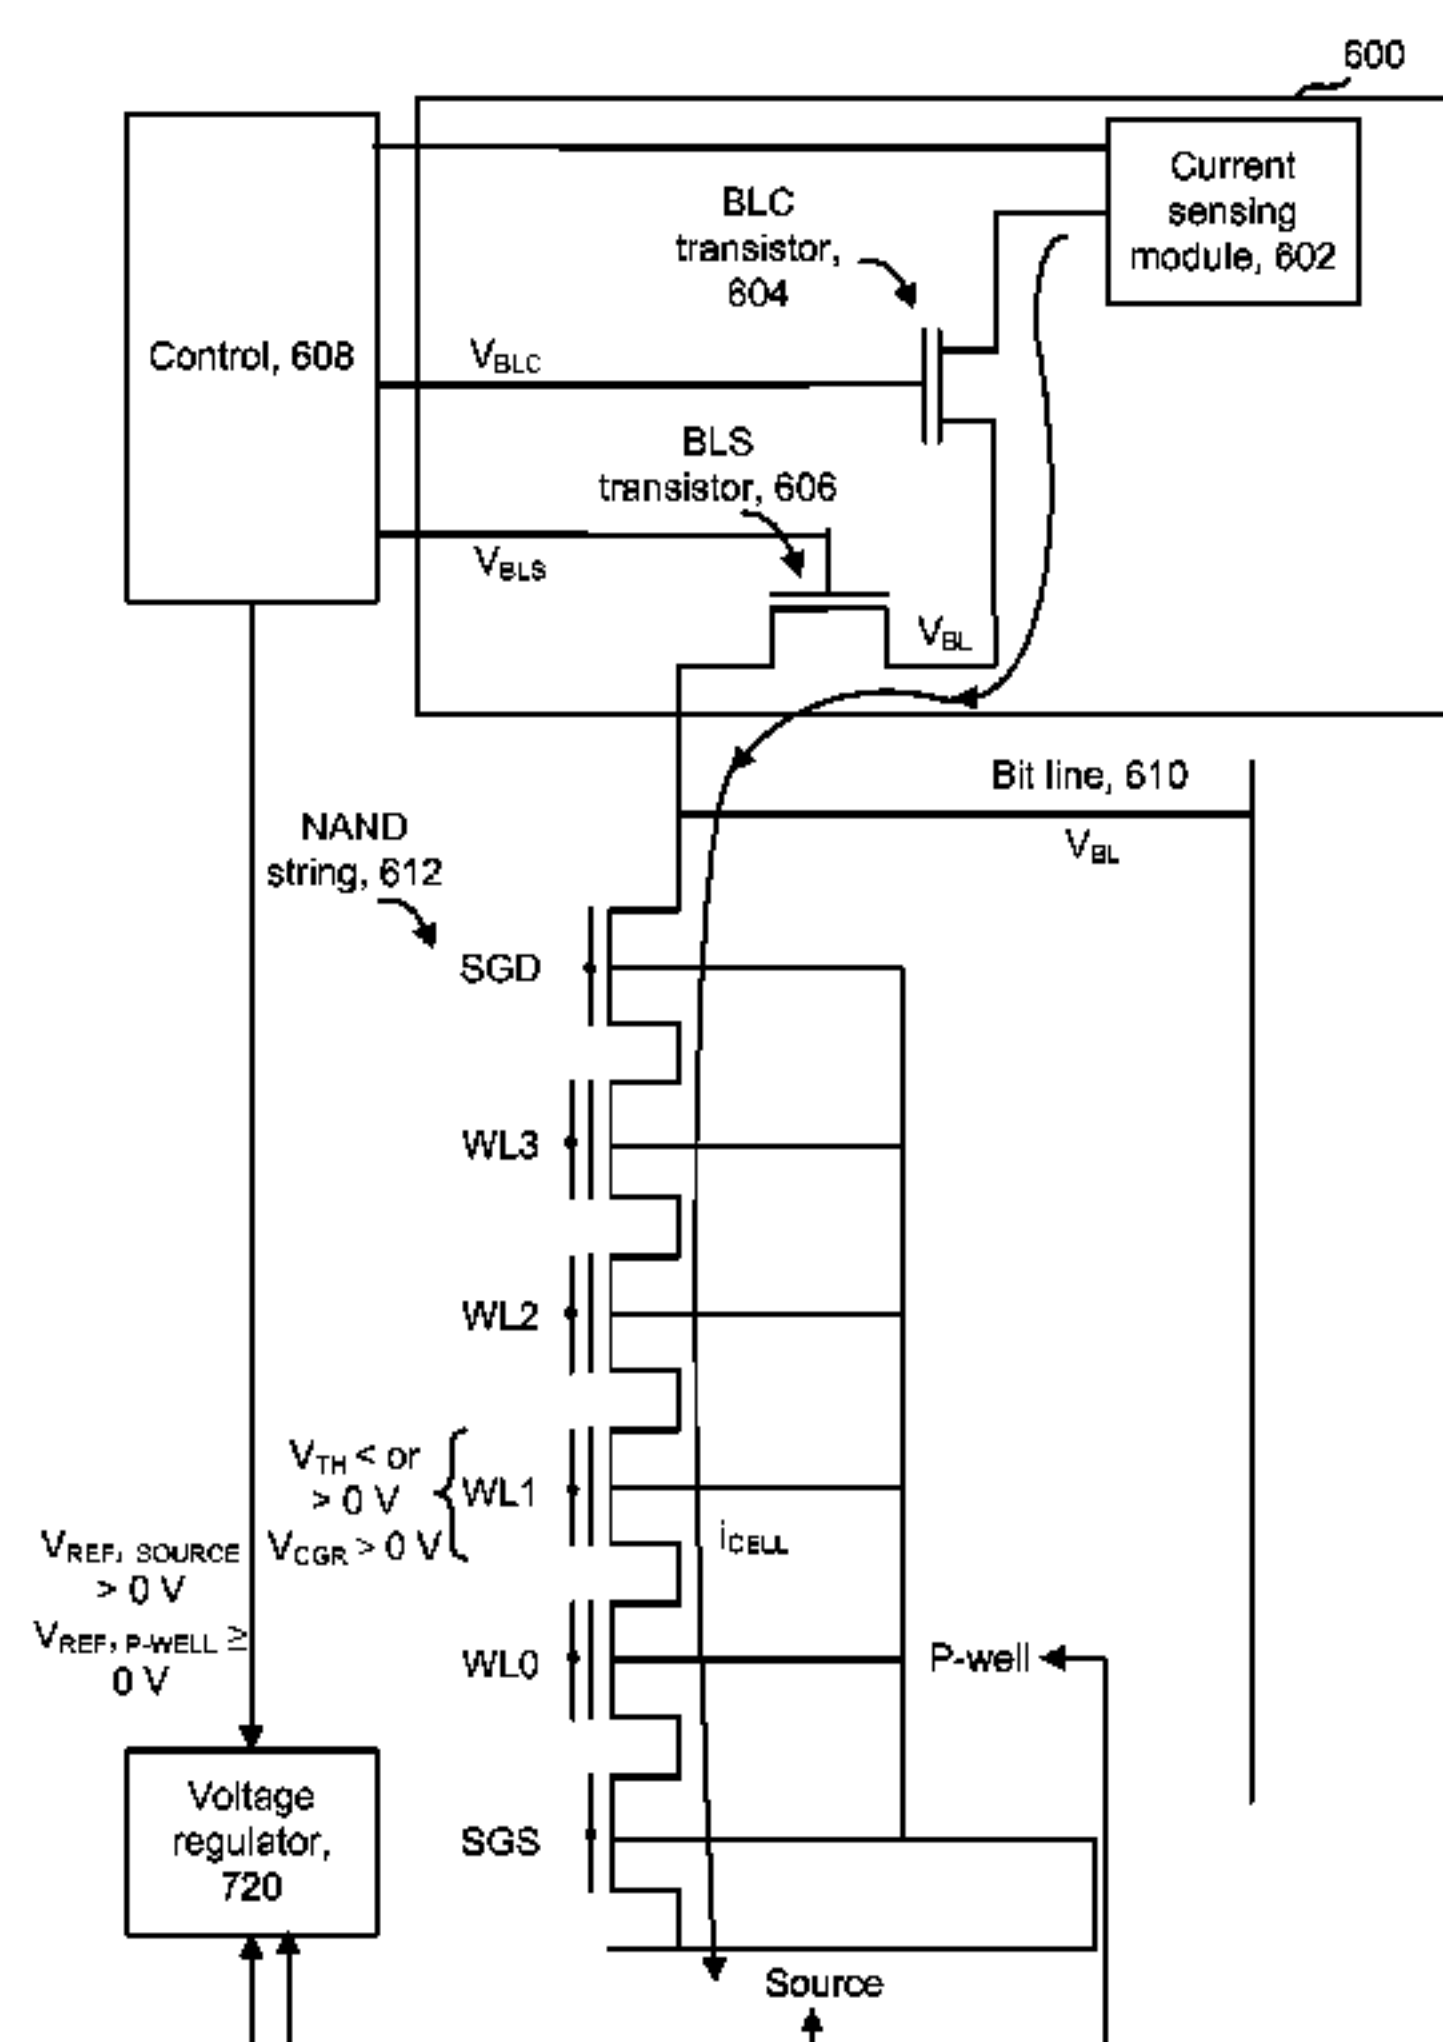 600
Current
sensing
module, 602
BLC
transistor,
604
Control, 608
VBLC
BLS
transistor, 606
VBLS
VBL
Bit line, 610
VBL
NAND
string, 612
SGD
WL3
WL2
VTH < or
> 0 V
VCGR > 0 V
WL1
iCELL
VREF, SOURCE
> 0 V
VREF, P-WELL ≥
0 V
WL0
P-well
Voltage
regulator,
720
SGS
Source